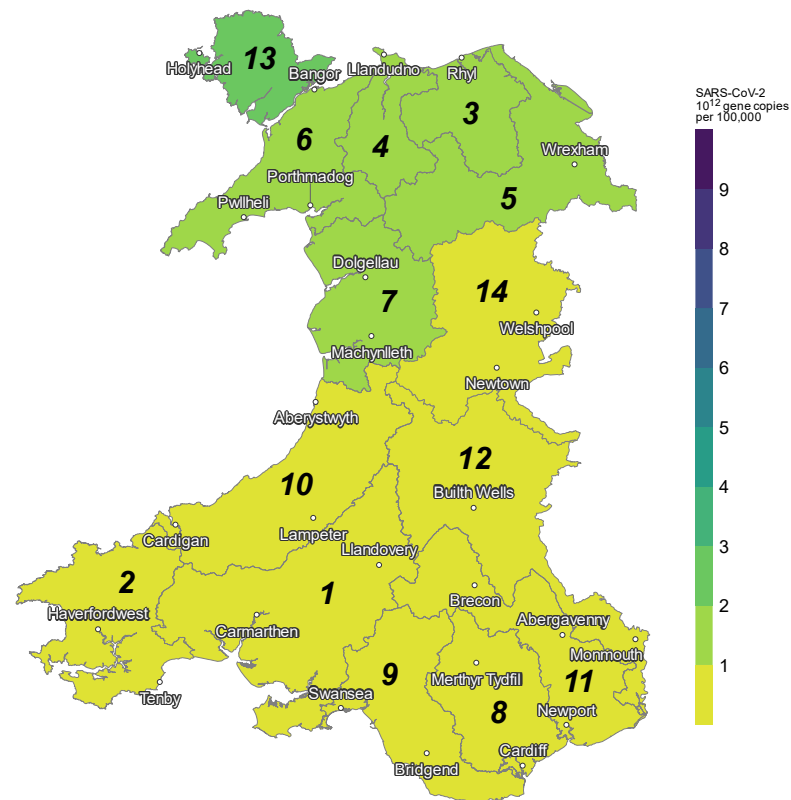 13
Holyhead
Bangor
Llandudno
Rhyl
SARS-CoV-2
10¹² gene copies
per 100,000
3
6
4
Wrexham
Porthmadog
Pwllheli
5
9
8
7
6
5
4
3
2
1
Dolgellau
7
14
Welshpool
Machynlleth
Newtown
Aberystwyth
12
10
Builth Wells
Lampeter
Cardigan
Llandovery
2
1
Brecon
Haverfordwest
Abergavenny
Carmarthen
Monmouth
9
Merthyr Tydfil
11
Tenby
Swansea
8
Newport
Cardiff
Bridgend